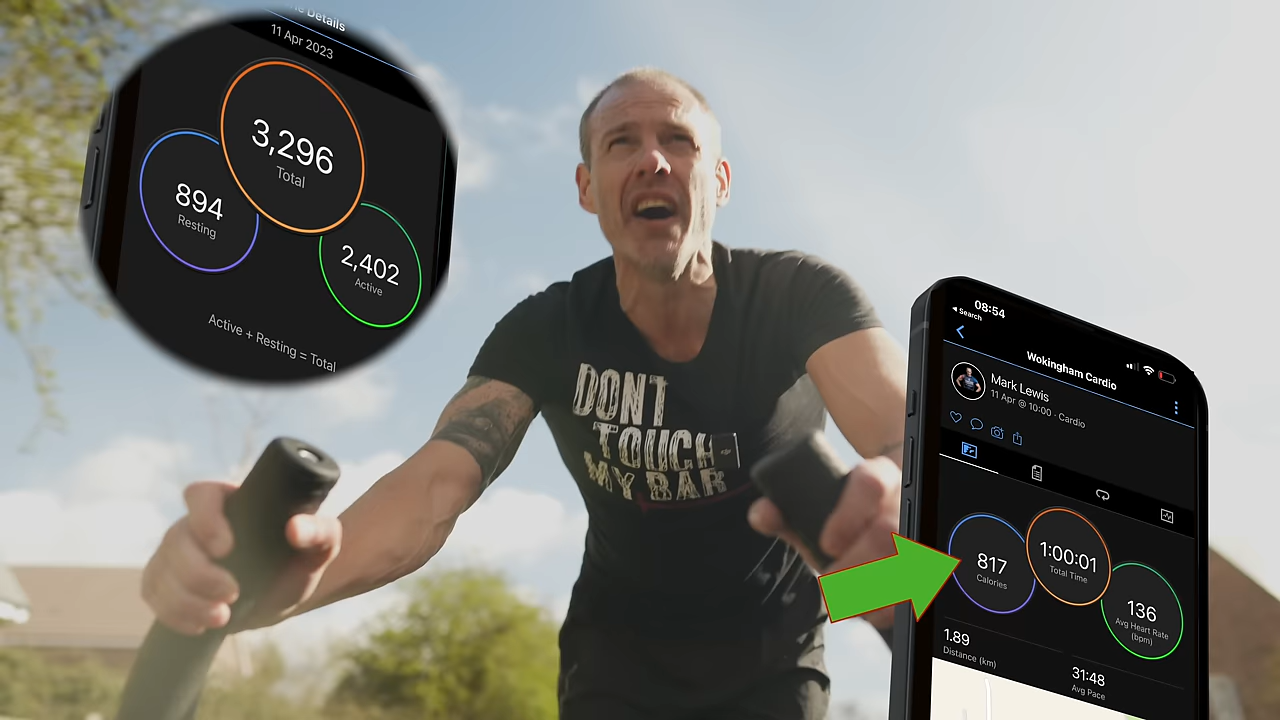 Details
11 Apr 2023
3,296
Total
894
Resting
2,402
Active
Active + Resting = Total
DON'T
TOUCH
MY BAR
08:54
Search
Wokingham Cardio
Mark Lewis
11 Apr @ 10:00 · Cardio
817
Calories
1:00:01
Total Time
136
Avg Heart Rate
(bpm)
1.89
Distance (km)
31:48
Avg Pace